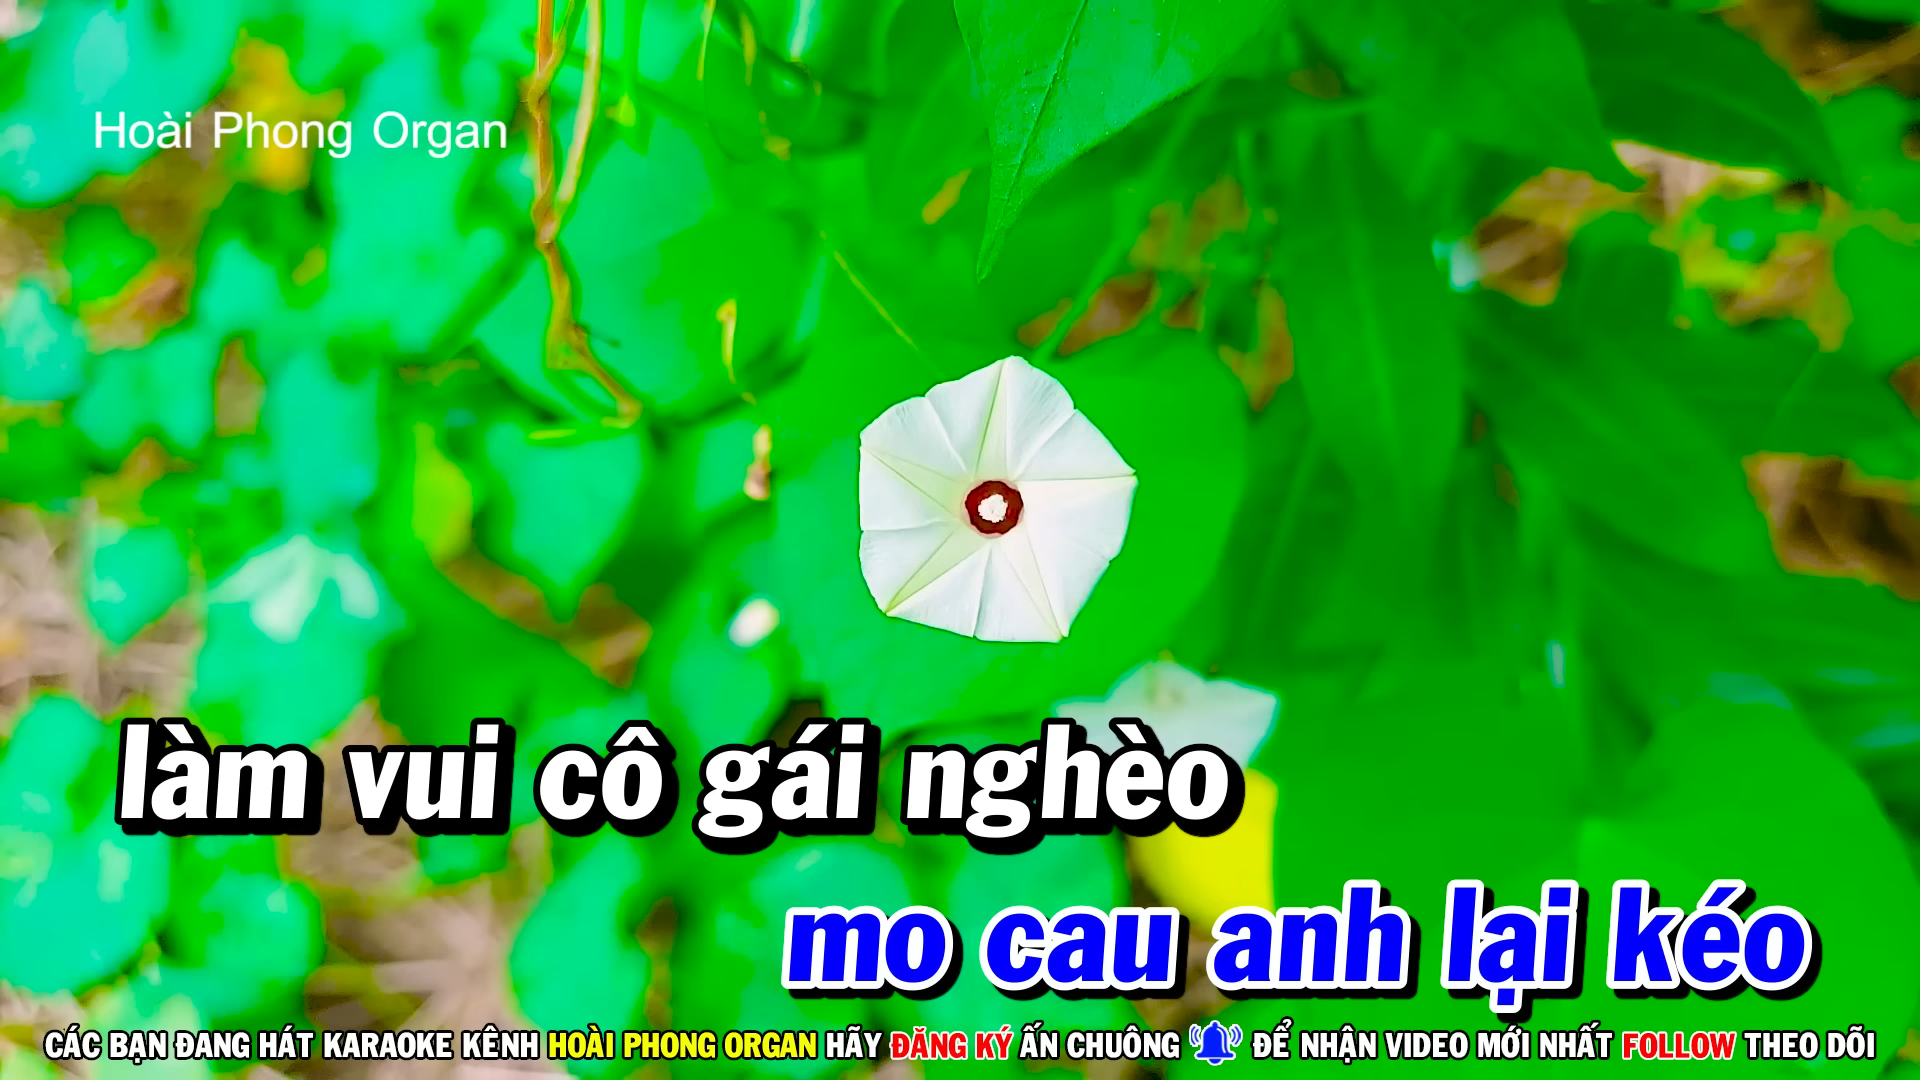 Hoài Phong Organ
làm vui cô gái nghèo
mo cau anh lại kéo
CÁC BẠN ĐANG HÁT KARAOKE KÊNH HOÀI PHONG ORGAN HÃY ĐĂNG KÝ ẤN CHUÔNG ĐỂ NHẬN VIDEO MỚI NHẤT FOLLOW THEO DÕI